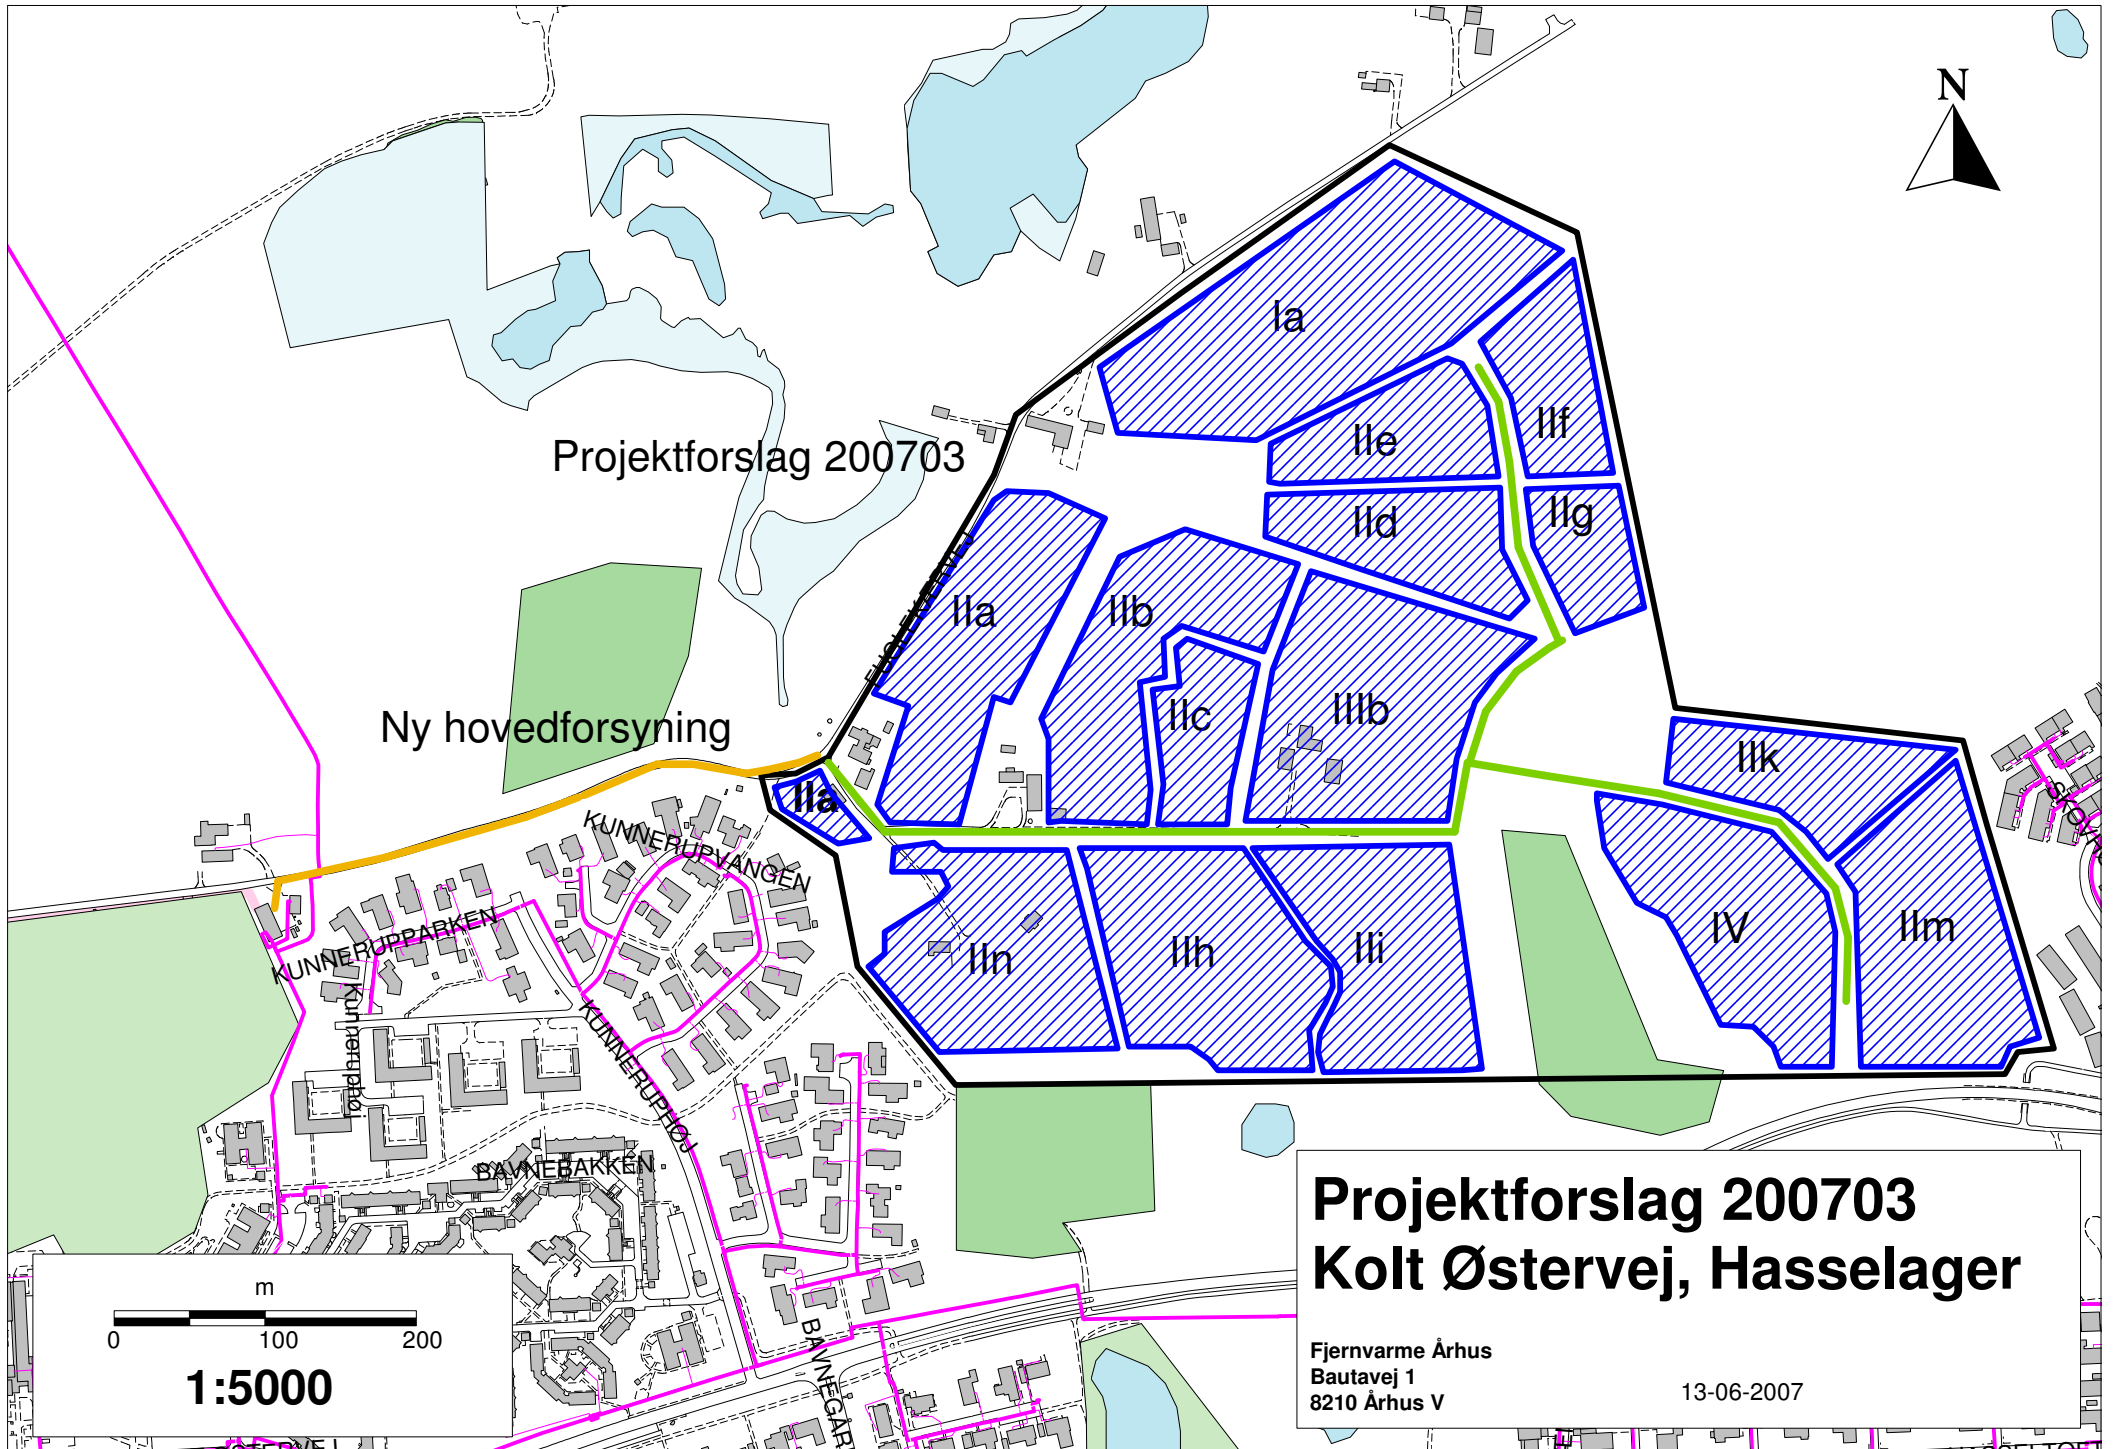 N
Ia
IIf
IIe
Projektforslag 200703
IId
IIg
IIa
IIb
IIc
IIIb
Ny hovedforsyning
IIk
IIa
KUNNERUPVANGEN
KUNNERUPPARKEN
IIn
IIh
IIi
IV
IIm
Kunneruphøj
KUNNERUPHØJ
BAVNEBAKKEN
Projektforslag 200703
Kolt Østervej, Hasselager
m
0 100 200
1:5000
Fjernvarme Århus
Bautavej 1
8210 Århus V
13-06-2007
BAVNEGÅR